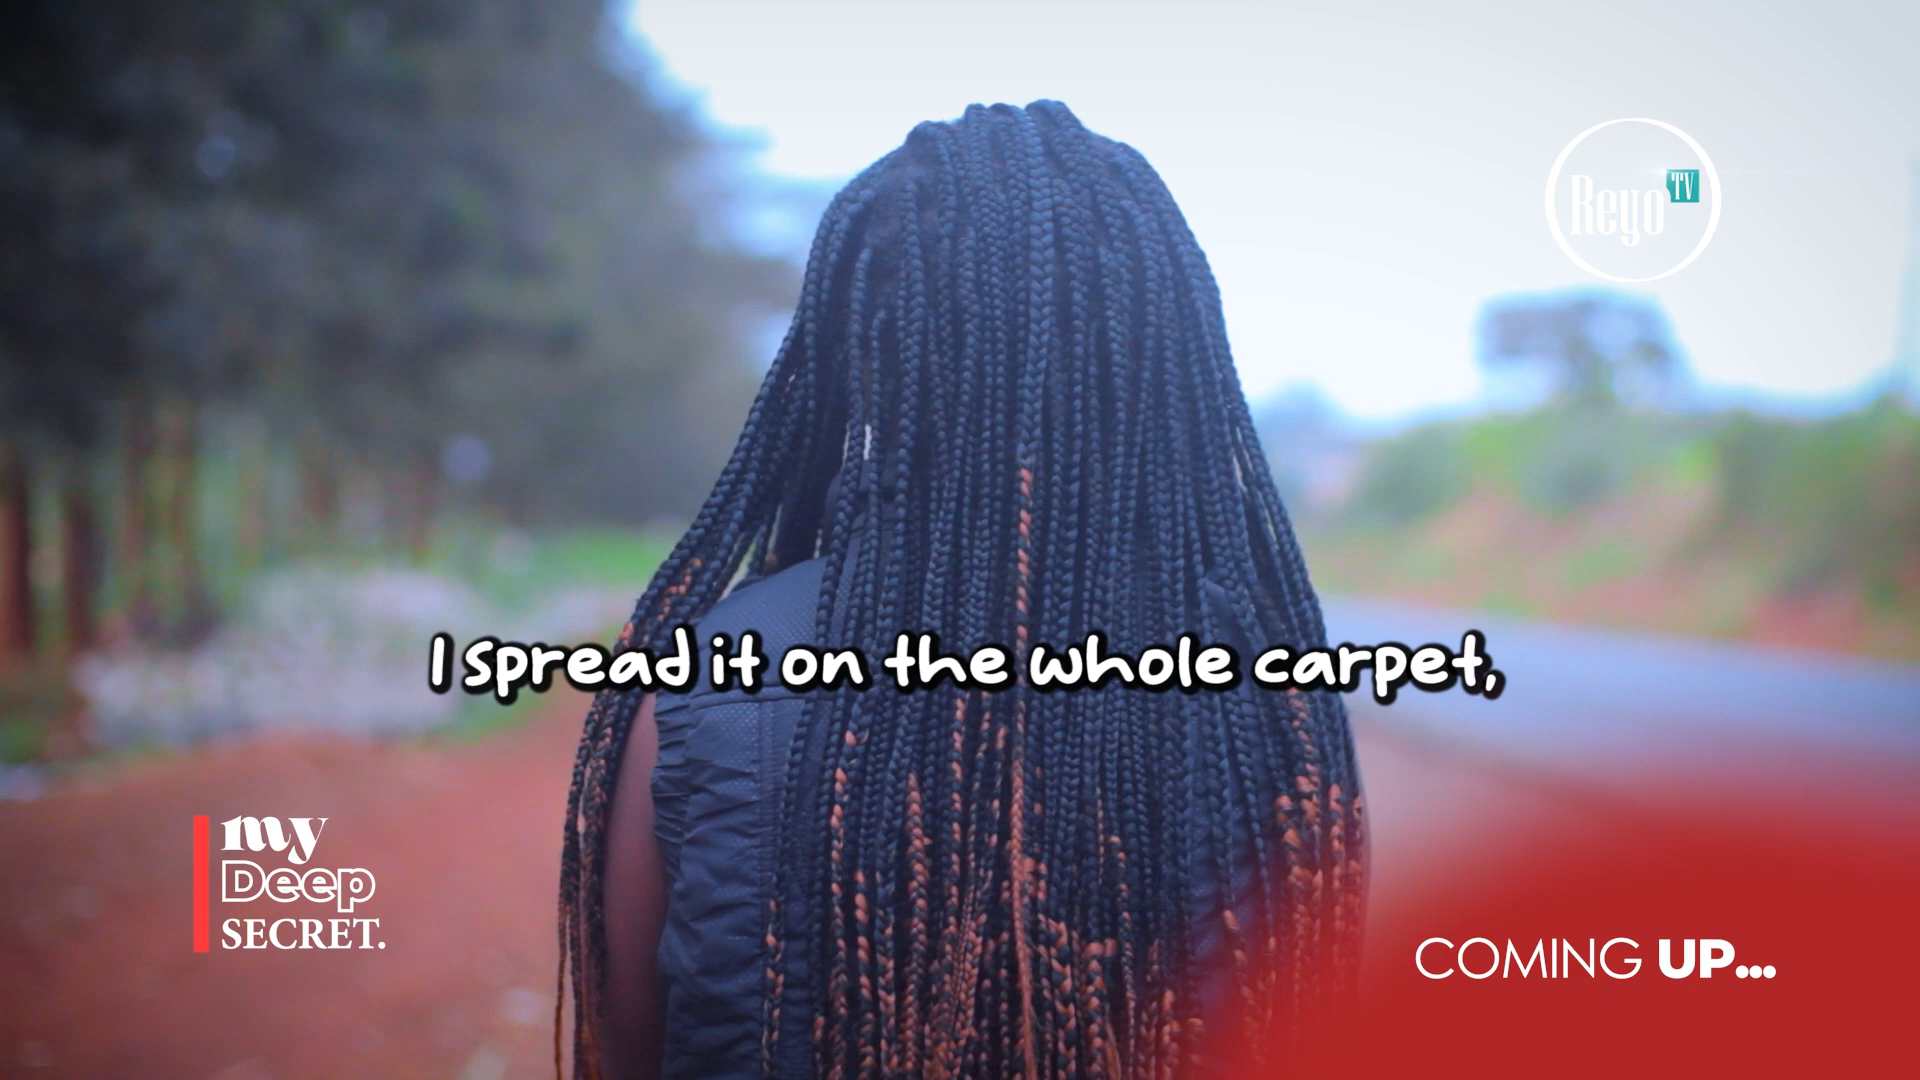 Reyo TV
I spread it on the whole carpet,
my
Deep
SECRET.
COMING UP...